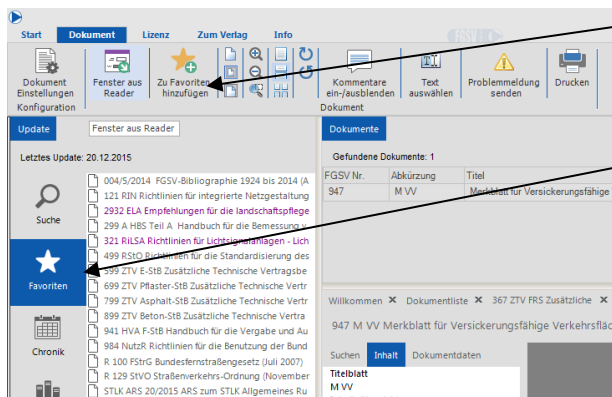 Start Dokument Lizenz Zum Verlag Info
FGSV
Dokument Einstellungen
Fenster aus Reader
Zu Favoriten hinzufügen
Kommentare ein-/ausblenden
Text auswählen
Problemmeldung senden
Drucken
Konfiguration
Dokument
Update
Fenster aus Reader
Letztes Update: 20.12.2015
Suche
Favoriten
Chronik
004/S/2014 FGSV-Bibliographie 1924 bis 2014 (A
121 RIN Richtlinien für integrierte Netzgestaltung
2932 ELA Empfehlungen für die landschaftspflege
299 A HBS Teil A Handbuch für die Bemessung v
321 RiLSA Richtlinien für Lichtsignalanlagen - Lich
499 RStO Richtlinien für die Standardisierung des
599 ZTV E-StB Zusätzliche Technische Vertragsbe
699 ZTV Pflaster-StB Zusätzliche Technische Vertr
799 ZTV Asphalt-StB Zusätzliche Technische Vertr
899 ZTV Beton-StB Zusätzliche Technische Vertra
941 HVA F-StB Handbuch für die Vergabe und Au
984 NutzR Richtlinien für die Benutzung der Bund
R 100 FStrG Bundesfernstraßengesetz (Juli 2007)
R 129 StVO Straßenverkehrs-Ordnung (November
STLK ARS 20/2015 ARS zum STLK Allgemeines Ru
Dokumente
Gefundene Dokumente: 1
FGSV Nr. Abkürzung Titel
947 M VV Merkblatt für Versickerungsfähige
Willkommen × Dokumentliste × 367 ZTV FRS Zusätzliche ×
947 M VV Merkblatt für Versickerungsfähige Verkehrsfläc
Suchen Inhalt Dokumentdaten
Titelblatt
M VV